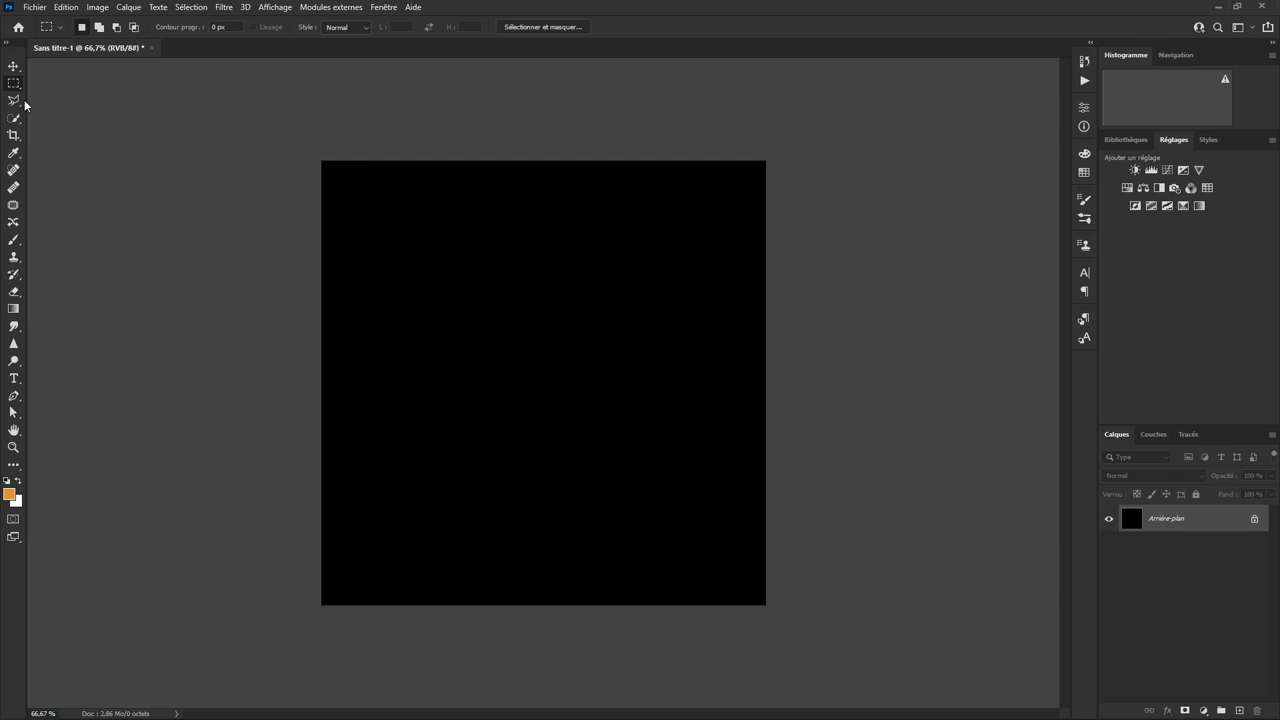 Ps Fichier Edition Image Calque Texte Sélection Filtre 3D Affichage Modules externes Fenêtre Aide
Contour progr. : 0 px Lissage Style : Normal L : H : Sélectionner et masquer...
Sans titre-1 @ 66,7% (RVB/8#) * ×
Histogramme Navigation
Bibliothèques Réglages Styles
Ajouter un réglage
Calques Couches Tracés
Type
Normal Opacité : 100 %
Verrou : Fond : 100 %
Arrière-plan
fx
66,67 % Doc : 2,86 Mo/0 octets